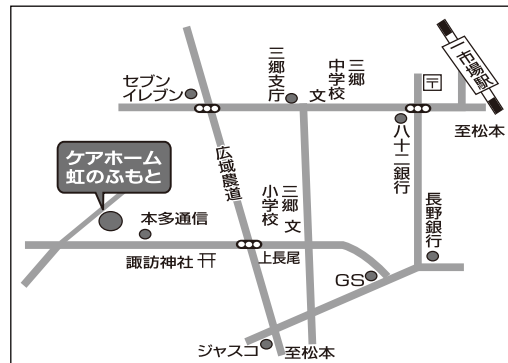 一市場駅
セブン
イレブン
三郷支庁
文
三郷
中学校
〒
至松本
八十二銀行
ケアホーム
虹のふもと
広域農道
三郷
小学校
文
長野銀行
本多通信
諏訪神社
上長尾
GS
ジャスコ
至松本